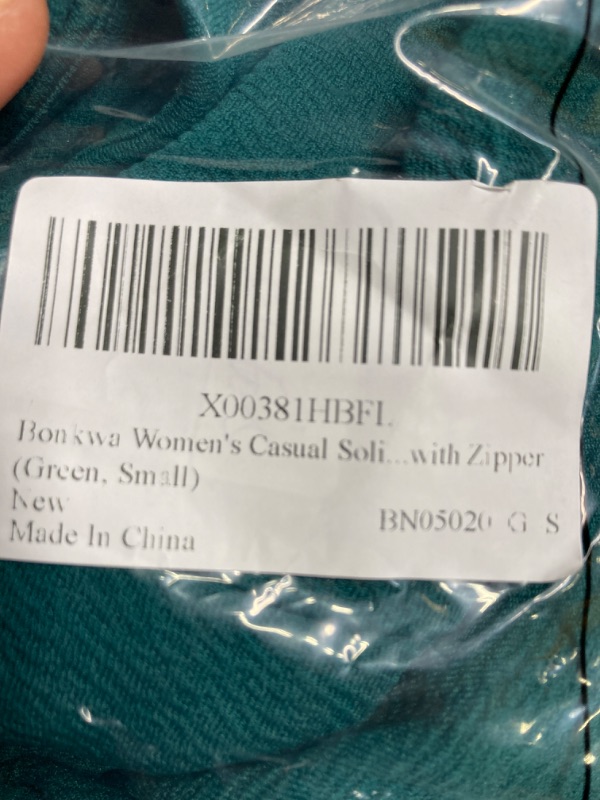 X00381HBFL
Bonkwa Women's Casual Soli...with Zipper
(Green, Small)
New
BN05020 G S
Made In China